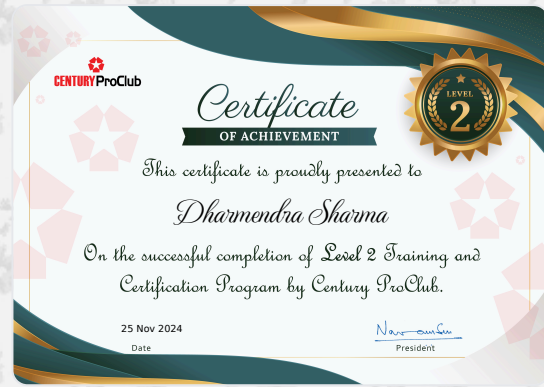 CENTURY ProClub
LEVEL
2
Certificate
OF ACHIEVEMENT
This certificate is proudly presented to
Dharmendra Sharma
On the successful completion of Level 2 Training and
Certification Program by Century ProClub.
25 Nov 2024
Date
President